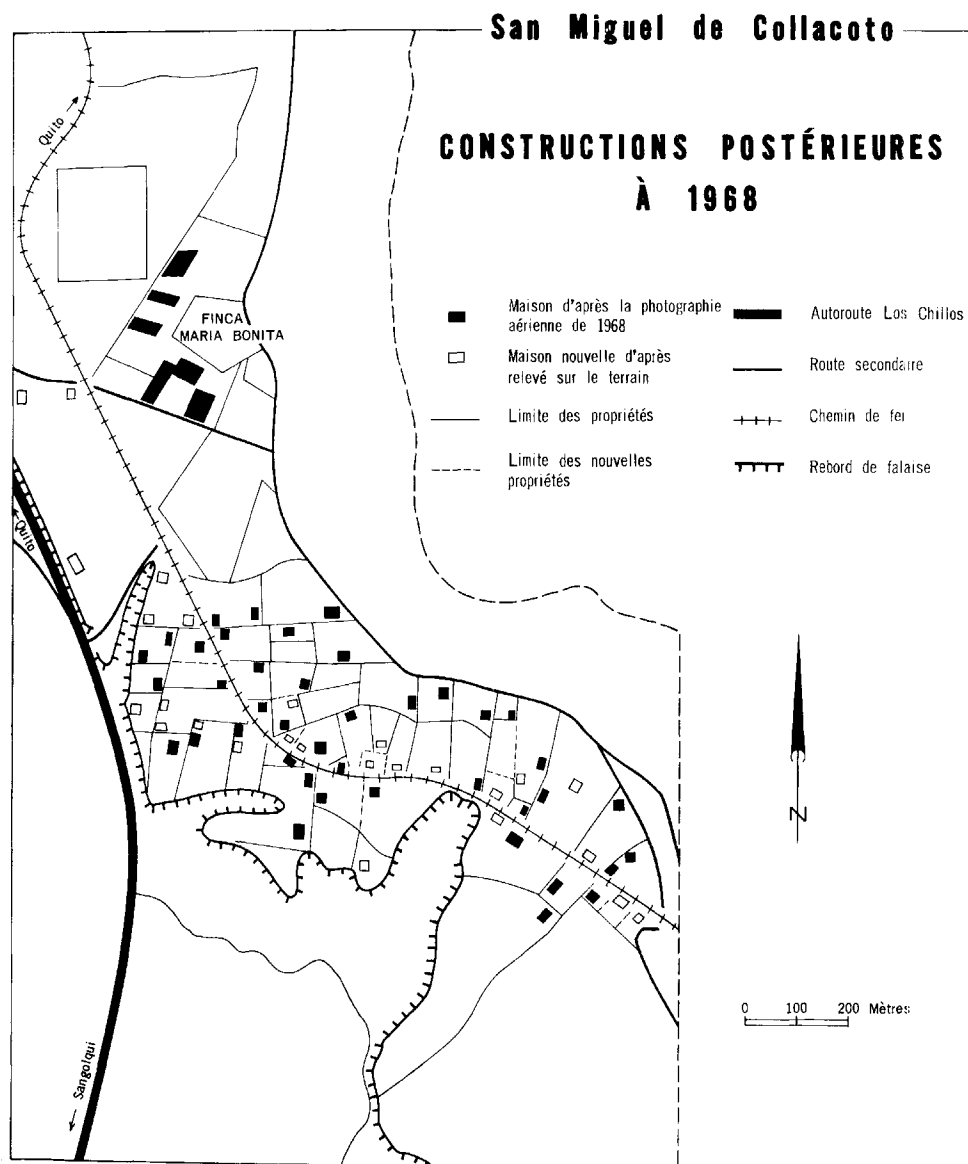 San Miguel de Collacoto
CONSTRUCTIONS POSTÉRIEURES
À 1968
Maison d'après la photographie
aérienne de 1968
Maison nouvelle d'après
relevé sur le terrain
Limite des propriétés
Limite des nouvelles
propriétés
Autoroute Los Chillos
Route secondaire
Chemin de fer
Rebord de falaise
Quito
FINCA
MARIA BONITA
Quito
Sangolqui
N
0 100 200 Mètres